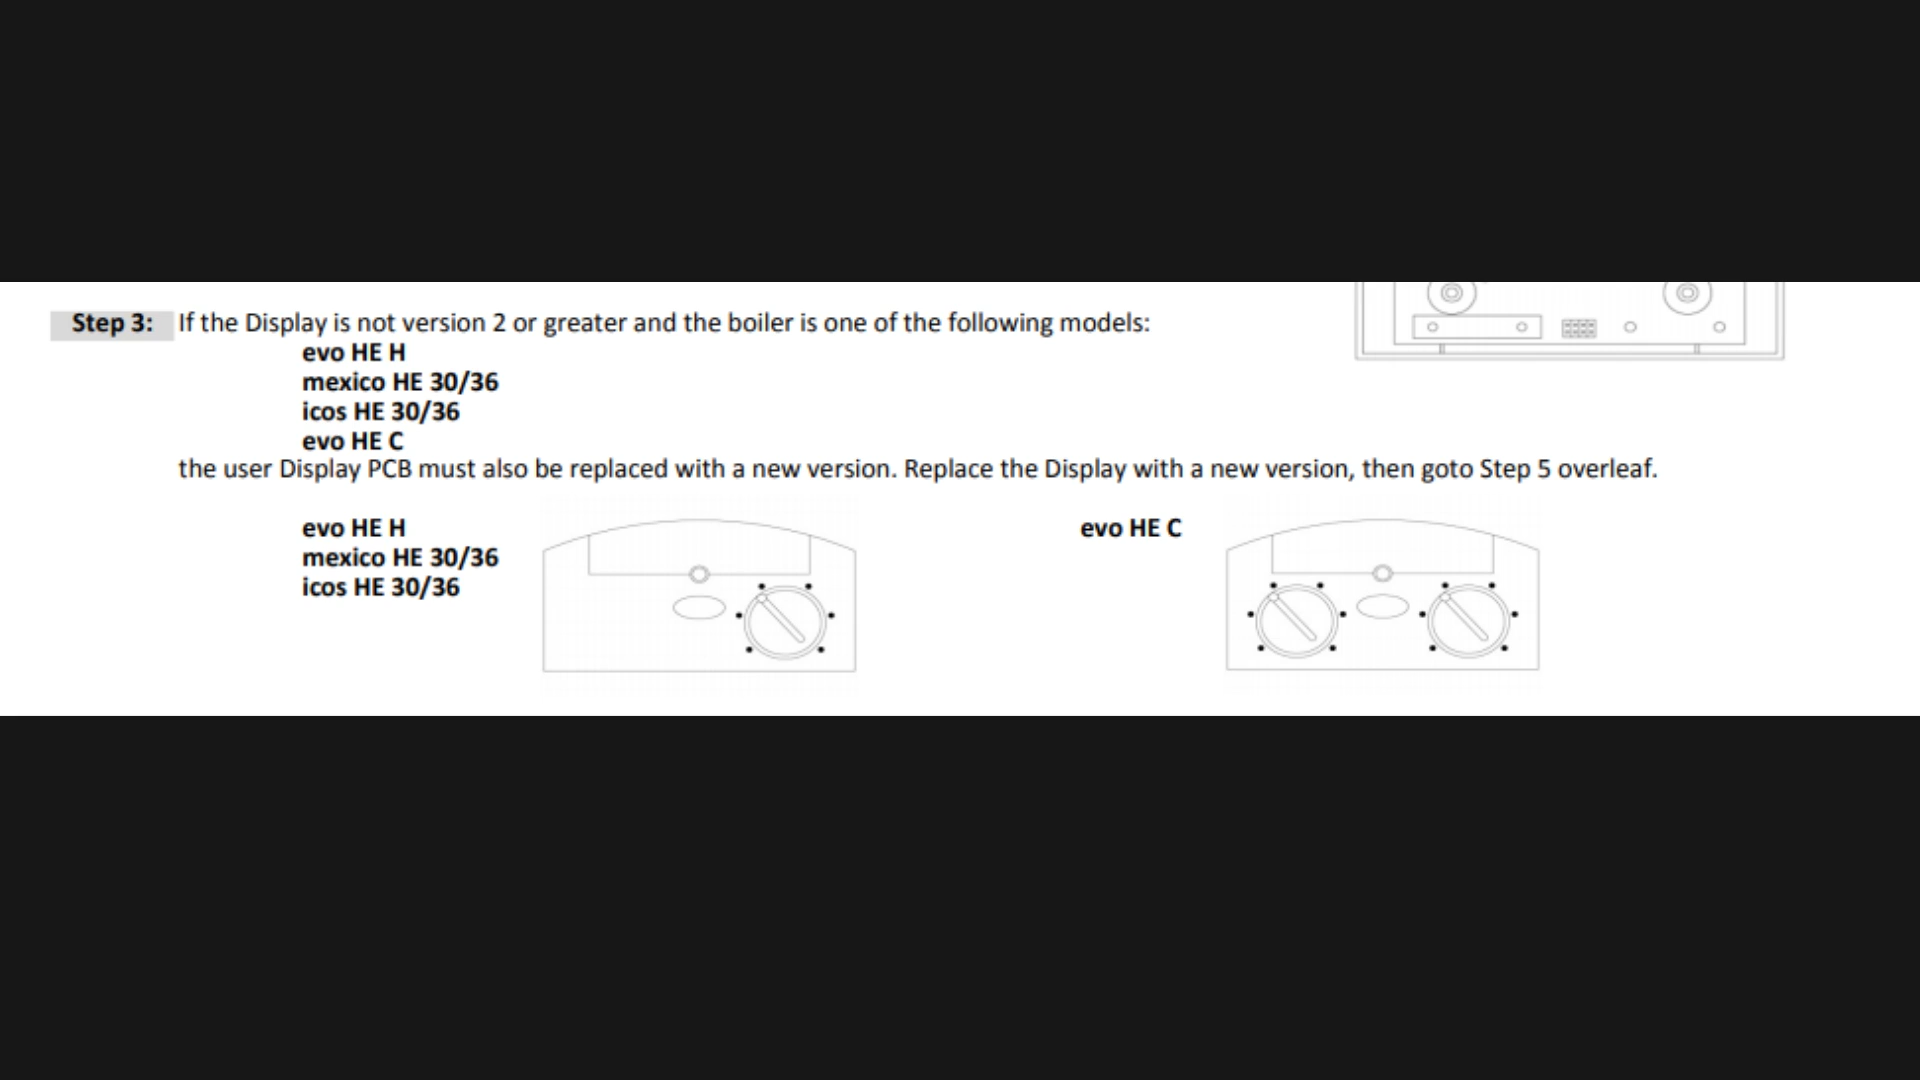 Step 3: If the Display is not version 2 or greater and the boiler is one of the following models:
evo HE H
mexico HE 30/36
icos HE 30/36
evo HE C
the user Display PCB must also be replaced with a new version. Replace the Display with a new version, then goto Step 5 overleaf.
evo HE H
mexico HE 30/36
icos HE 30/36
evo HE C